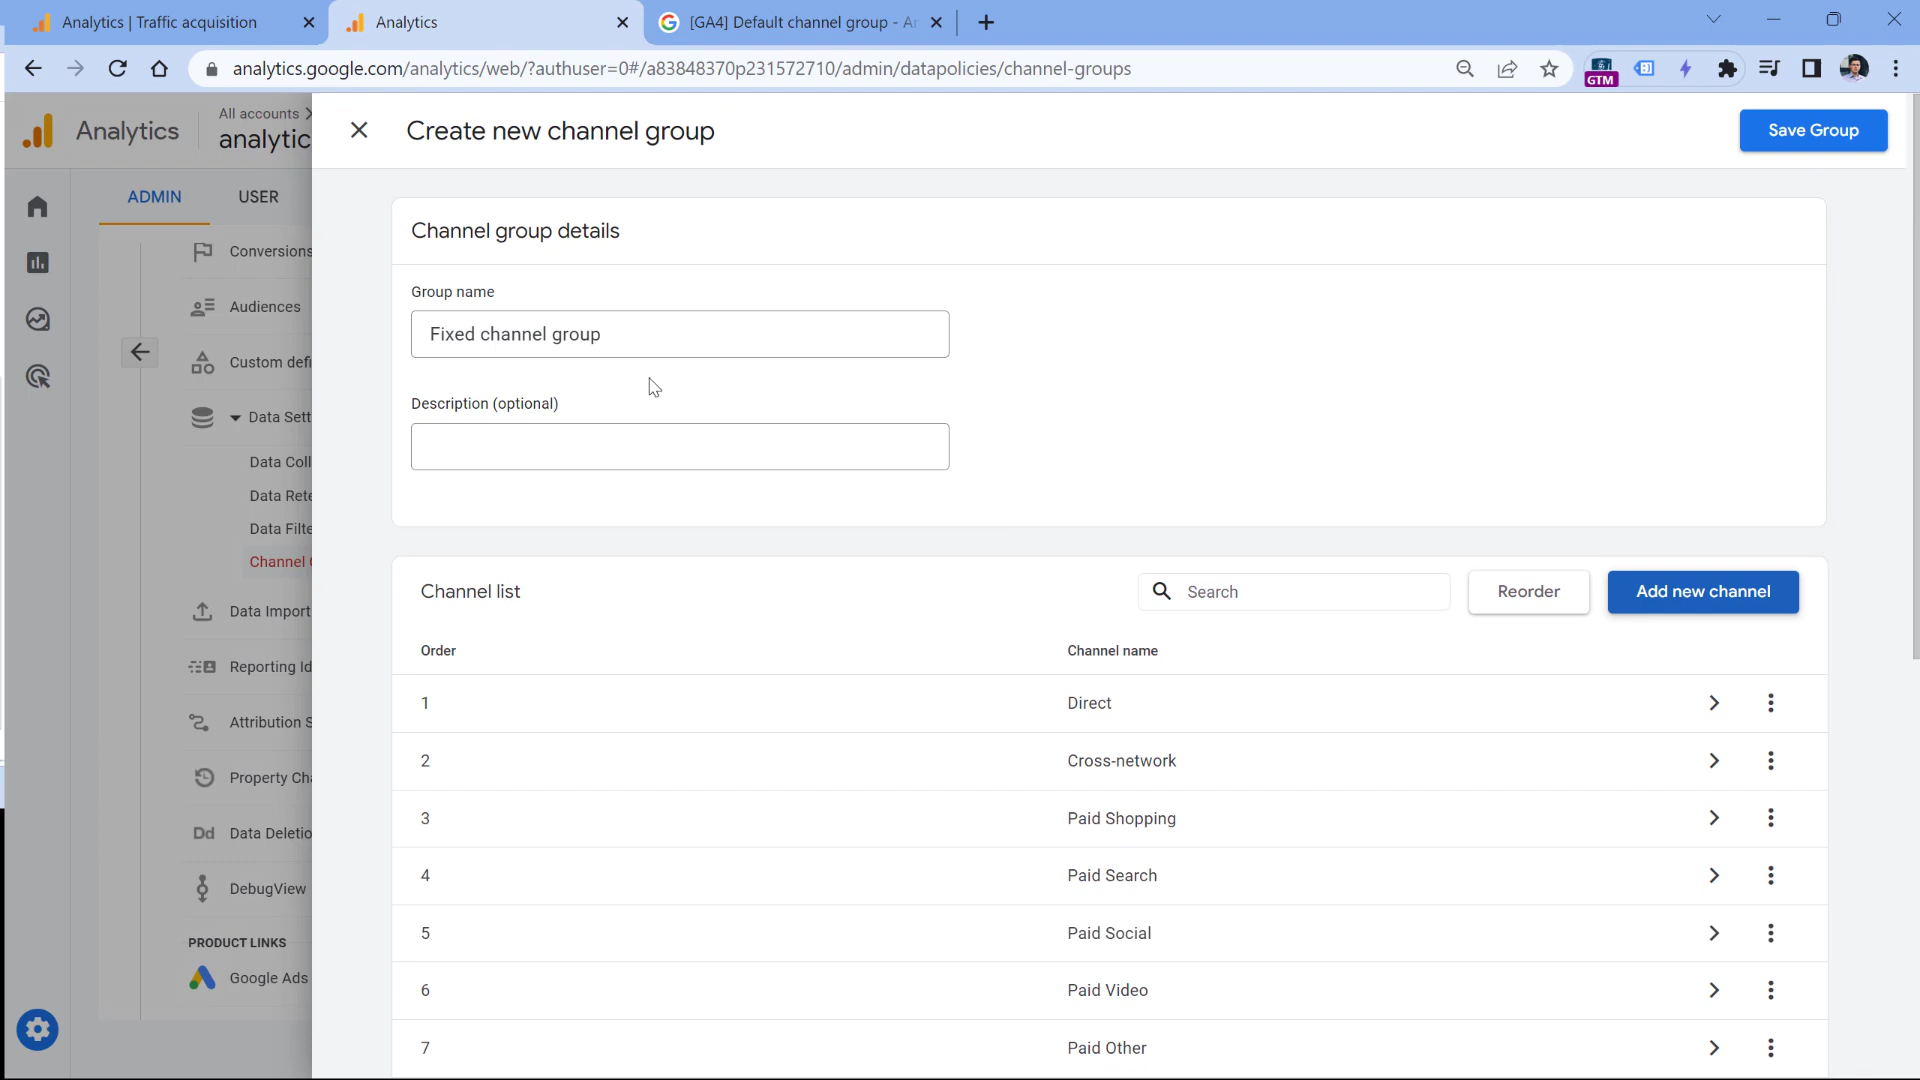 Analytics | Traffic acquisition
Analytics
[GA4] Default channel group - Ar
analytics.google.com/analytics/web/?authuser=0#/a83848370p231572710/admin/datapolicies/channel-groups
GTM
Analytics
All accounts
analytic
Create new channel group
Save Group
ADMIN
USER
Conversions
Audiences
Custom defi
Data Sett
Data Coll
Data Rete
Data Filte
Channel G
Data Import
Reporting Id
Attribution S
Property Cha
Dd Data Deletio
DebugView
PRODUCT LINKS
Google Ads
Channel group details
Group name
Fixed channel group
Description (optional)
Channel list
Search
Reorder
Add new channel
Order Channel name
1 Direct
2 Cross-network
3 Paid Shopping
4 Paid Search
5 Paid Social
6 Paid Video
7 Paid Other